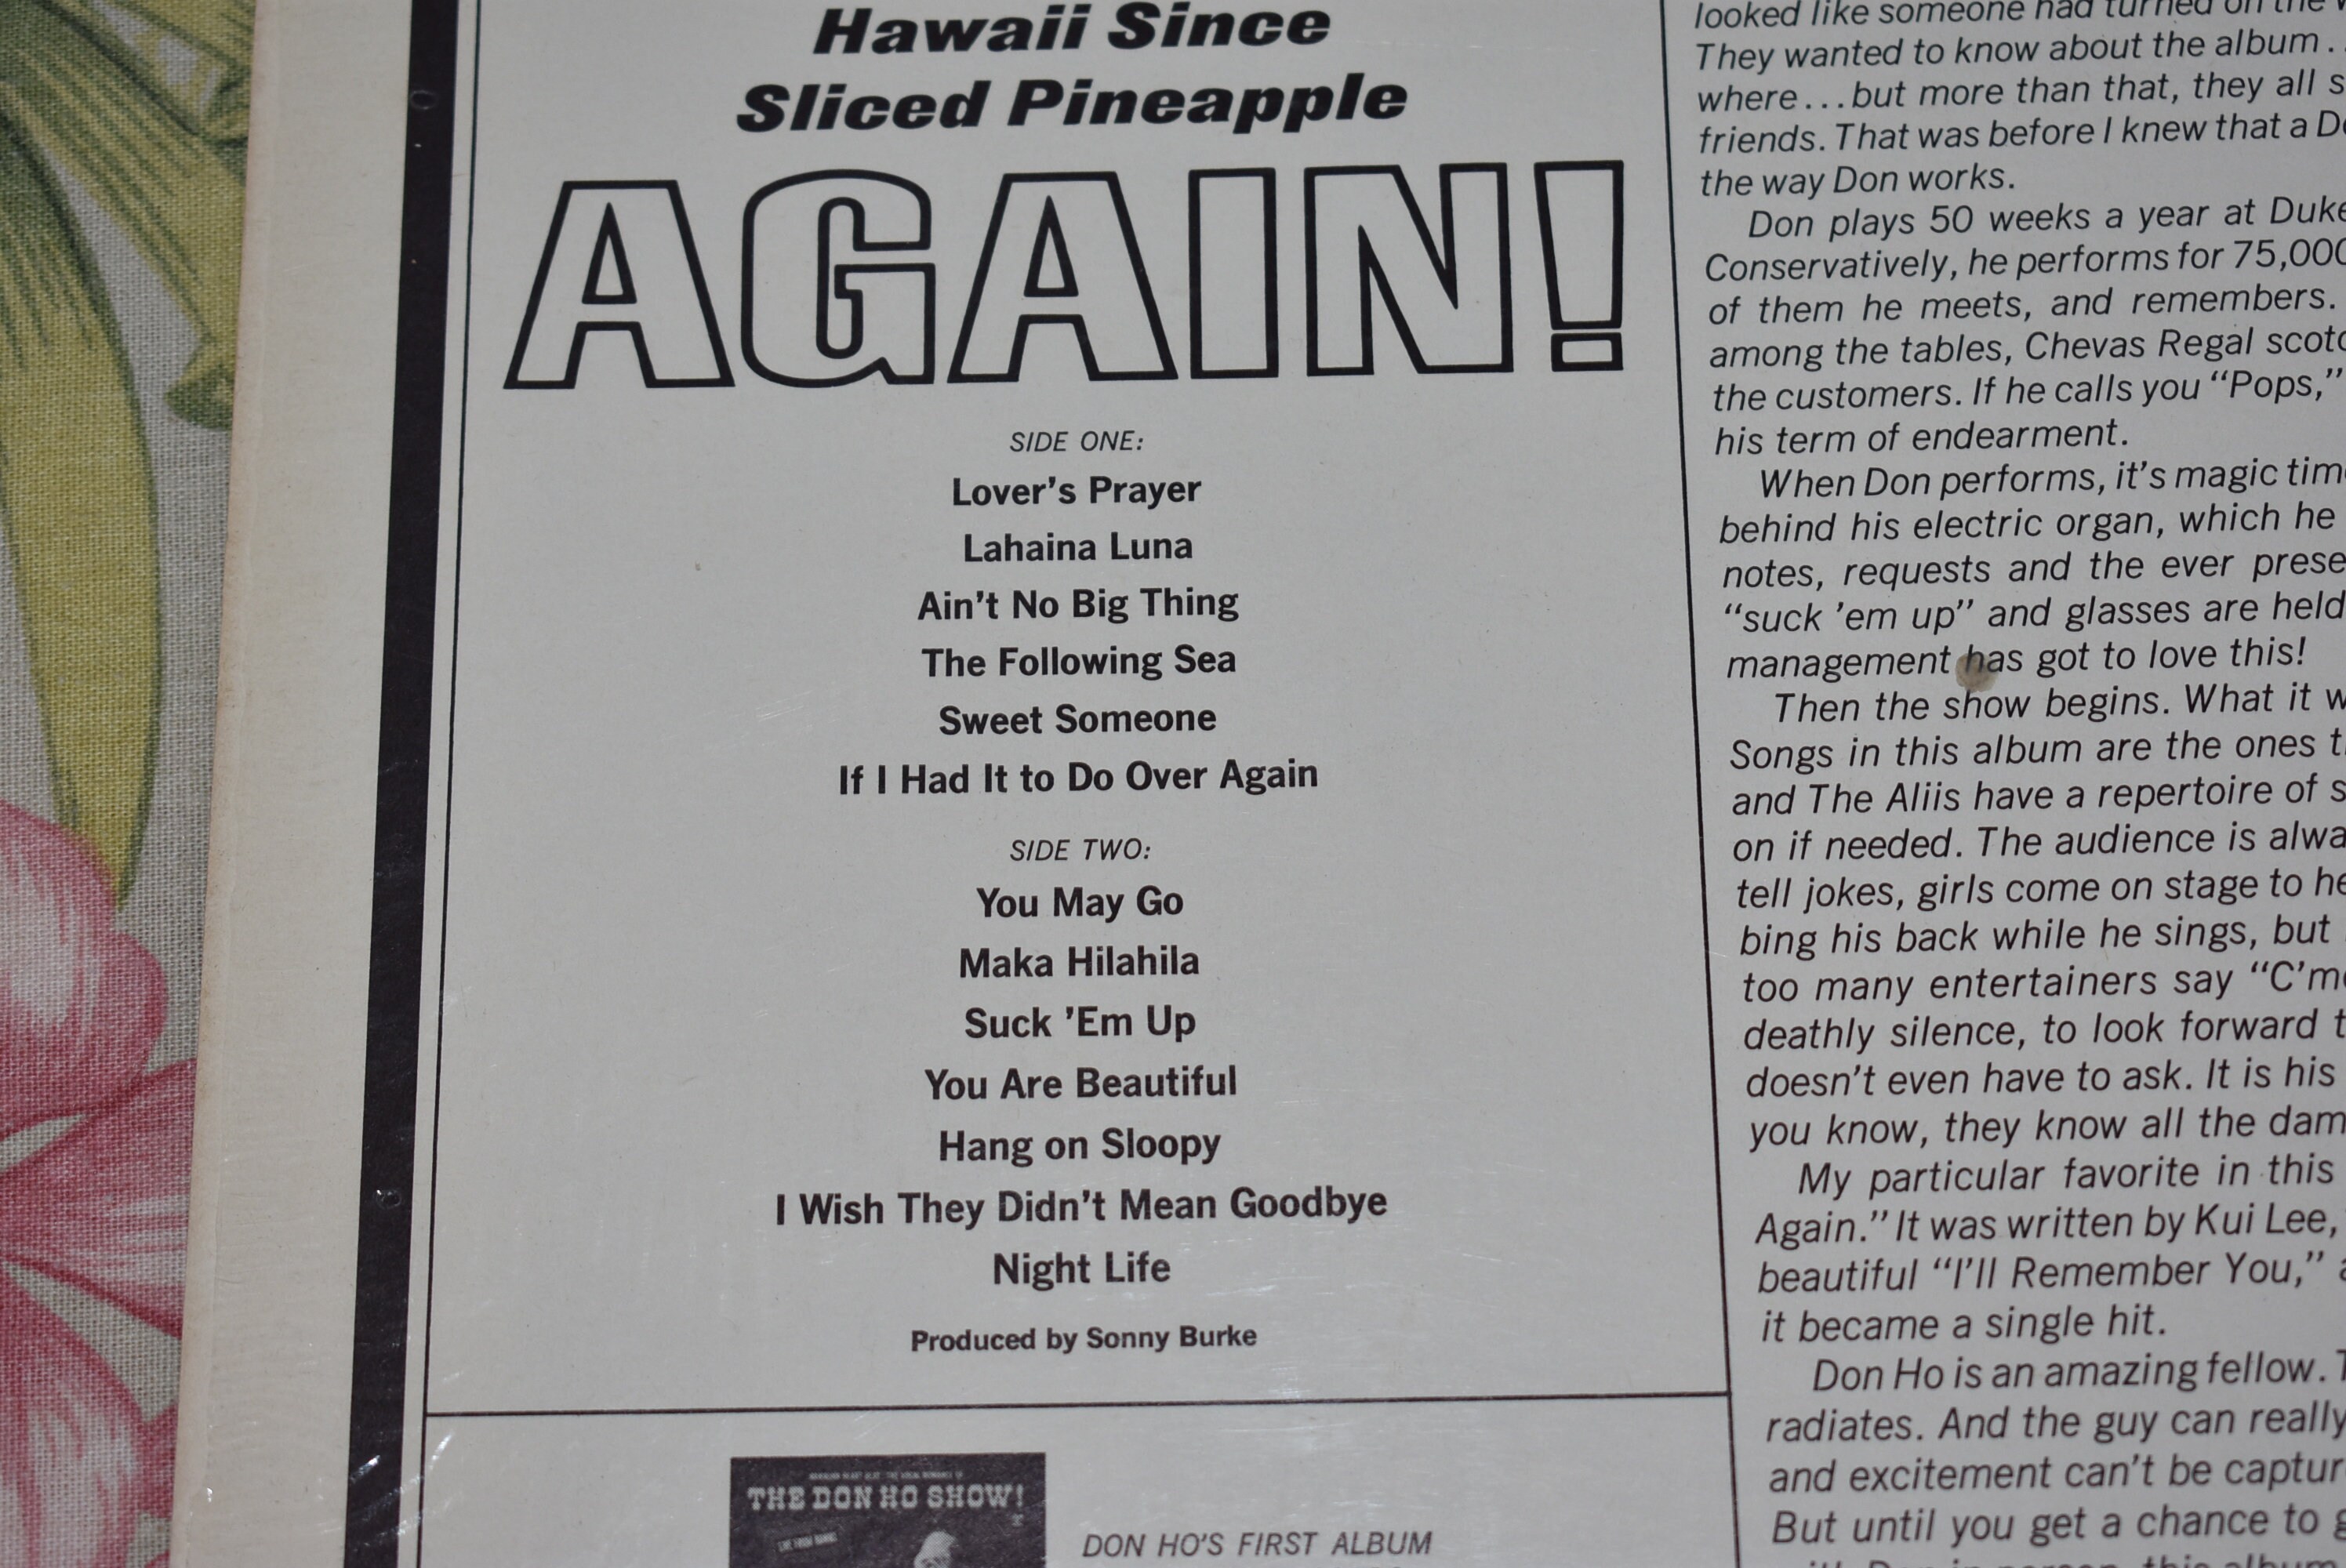 Hawaii Since
Sliced Pineapple
AGAIN!
SIDE ONE:
Lover's Prayer
Lahaina Luna
Ain't No Big Thing
The Following Sea
Sweet Someone
If I Had It to Do Over Again
SIDE TWO:
You May Go
Maka Hilahila
Suck 'Em Up
You Are Beautiful
Hang on Sloopy
I Wish They Didn't Mean Goodbye
Night Life
Produced by Sonny Burke
THE DON HO SHOW!
DON HO'S FIRST ALBUM
looked like someone had turned on the
They wanted to know about the album..
where...but more than that, they all
friends. That was before I knew that a
the way Don works.
Don plays 50 weeks a year at Duke
Conservatively, he performs for 75,000
of them he meets, and remembers.
among the tables, Chevas Regal
the customers. If he calls you "Pops,"
his term of endearment.
When Don performs, it's magic
behind his electric organ, which he
notes, requests and the ever
"suck 'em up" and glasses are held
management has got to love this!
Then the show begins. What it
Songs in this album are the ones
and The Aliis have a repertoire of
on if needed. The audience is
tell jokes, girls come on stage to
bing his back while he sings, but
too many entertainers say "C'm
deathly silence, to look forward
doesn't even have to ask. It is his
you know, they know all the dam
My particular favorite in this
Again." It was written by Kui Lee,
beautiful "I'll Remember You,"
it became a single hit.
Don Ho is an amazing fellow.
radiates. And the guy can really
and excitement can't be captur
But until you get a chance to